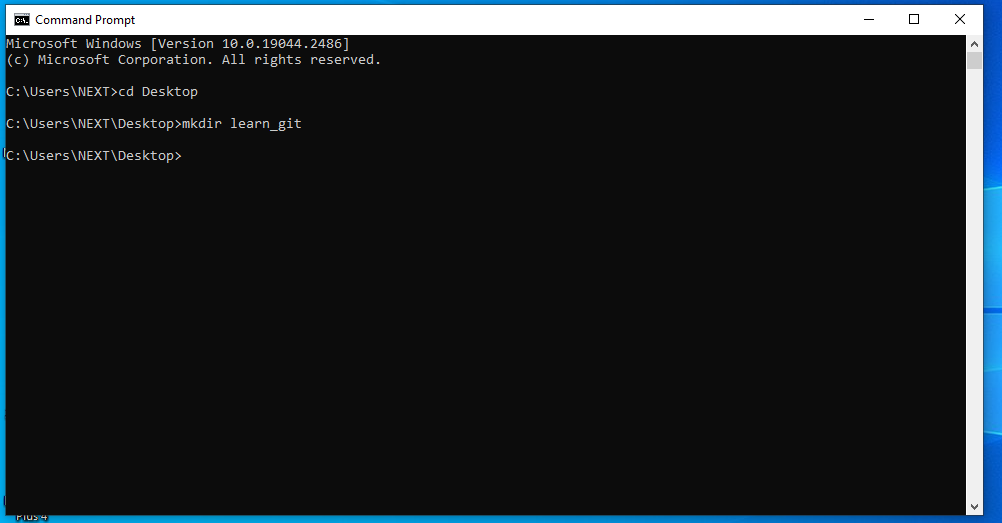 Command Prompt
Microsoft Windows [Version 10.0.19044.2486]
(c) Microsoft Corporation. All rights reserved.
C:\Users\NEXT>cd Desktop
C:\Users\NEXT\Desktop>mkdir learn_git
C:\Users\NEXT\Desktop>
Plus 4